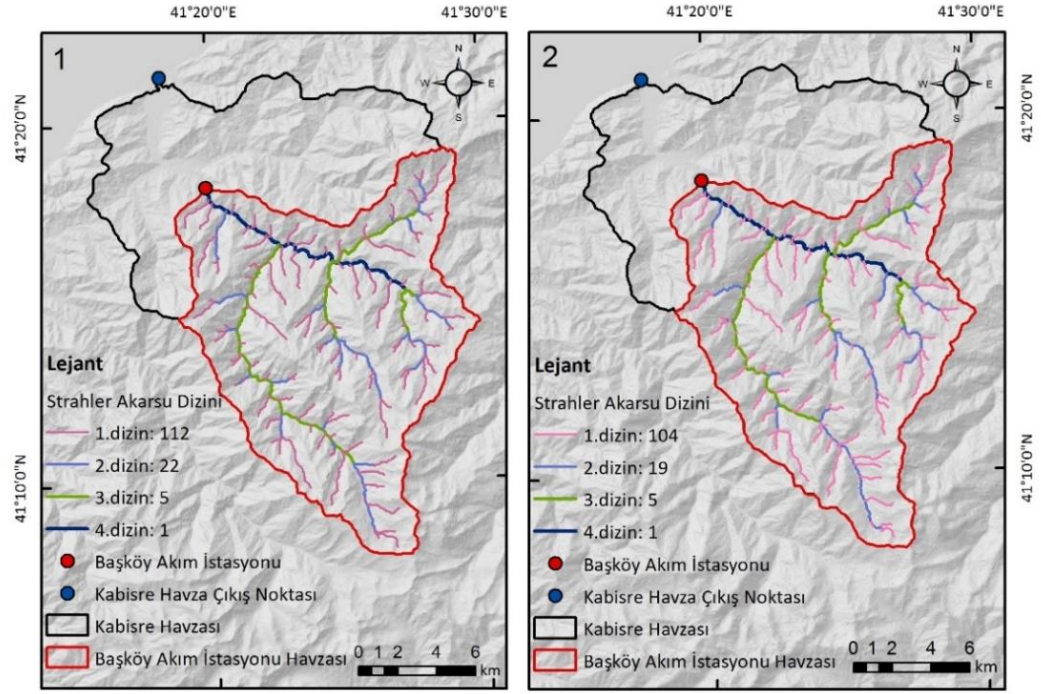 41°20'0"E
41°30'0"E
1
N
W
E
S
41°20'0"N
41°10'0"N
Lejant
Strahler Akarsu Dizini
1.dizin: 112
2.dizin: 22
3.dizin: 5
4.dizin: 1
Başköy Akım İstasyonu
Kabisre Havza Çıkış Noktası
Kabisre Havzası
Başköy Akım İstasyonu Havzası
0 1 2 4 6
km
41°20'0"E
41°30'0"E
2
N
W
E
S
41°20'0"N
41°10'0"N
Lejant
Strahler Akarsu Dizini
1.dizin: 104
2.dizin: 19
3.dizin: 5
4.dizin: 1
Başköy Akım İstasyonu
Kabisre Havza Çıkış Noktası
Kabisre Havzası
Başköy Akım İstasyonu Havzası
0 1 2 4 6
km